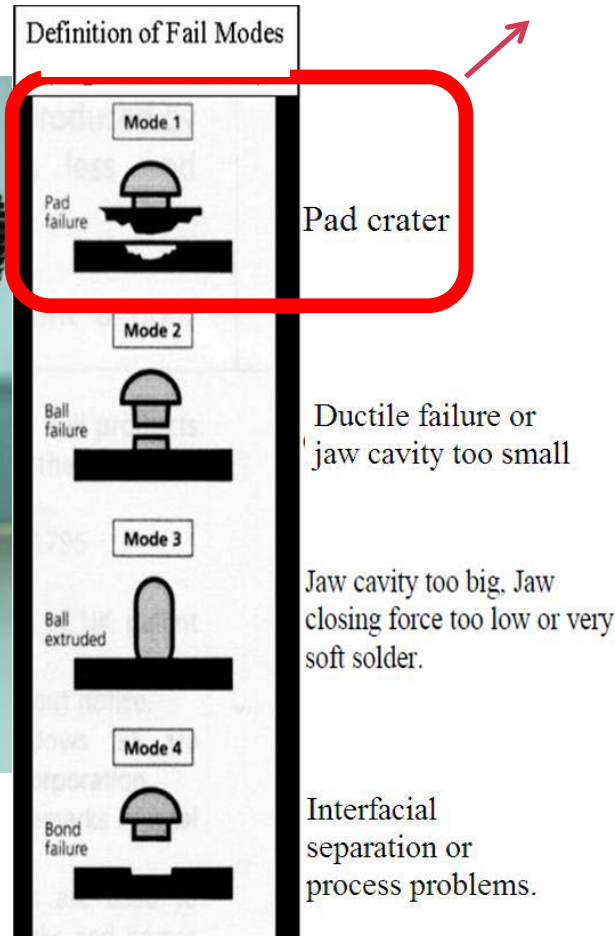 Definition of Fail Modes
Mode 1
Pad
failure
Pad crater
Mode 2
Ball
failure
Ductile failure or
jaw cavity too small
Mode 3
Ball
extruded
Jaw cavity too big, Jaw
closing force too low or very
soft solder.
Mode 4
Bond
failure
Interfacial
separation or
process problems.